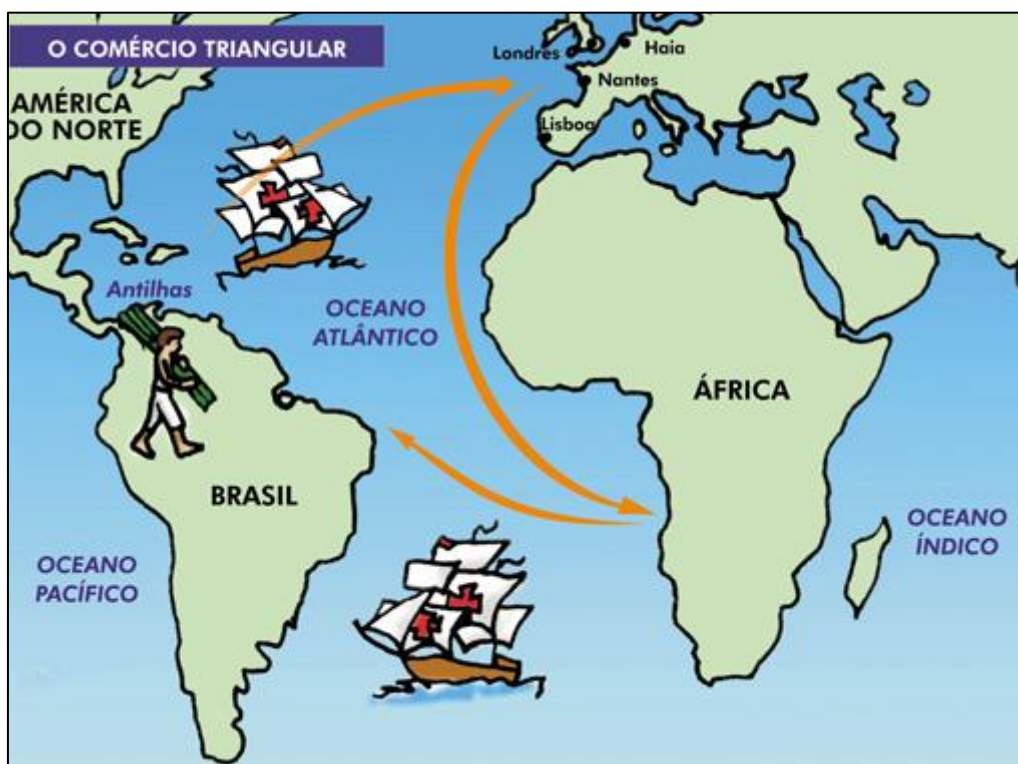 O COMÉRCIO TRIANGULAR
Londres
Haia
Nantes
Lisboa
AMÉRICA
DO NORTE
Antilhas
OCEANO
ATLÂNTICO
ÁFRICA
BRASIL
OCEANO
ÍNDICO
OCEANO
PACÍFICO